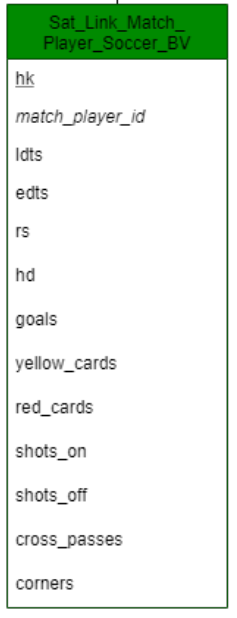 Sat_Link_Match_
Player_Soccer_BV
hk
match_player_id
ldts
edts
rs
hd
goals
yellow_cards
red_cards
shots_on
shots_off
cross_passes
corners